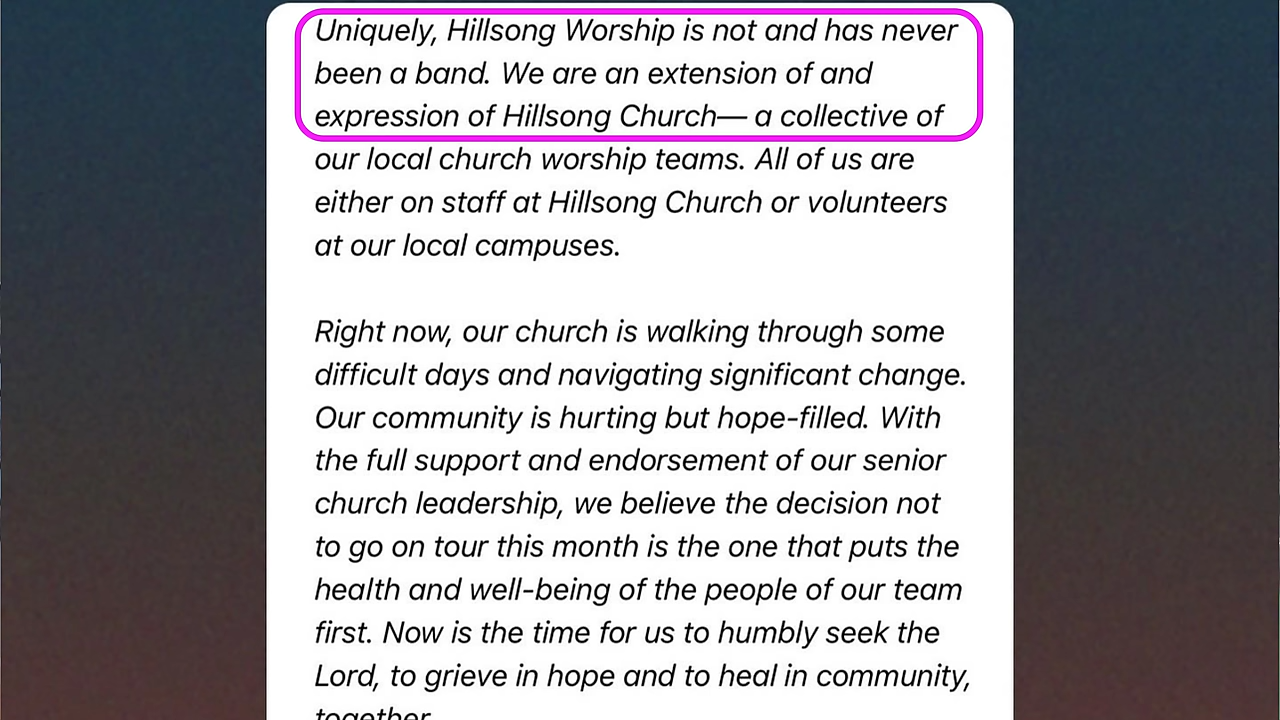 Uniquely, Hillsong Worship is not and has never
been a band. We are an extension of and
expression of Hillsong Church— a collective of
our local church worship teams. All of us are
either on staff at Hillsong Church or volunteers
at our local campuses.
Right now, our church is walking through some
difficult days and navigating significant change.
Our community is hurting but hope-filled. With
the full support and endorsement of our senior
church leadership, we believe the decision not
to go on tour this month is the one that puts the
health and well-being of the people of our team
first. Now is the time for us to humbly seek the
Lord, to grieve in hope and to heal in community,
together